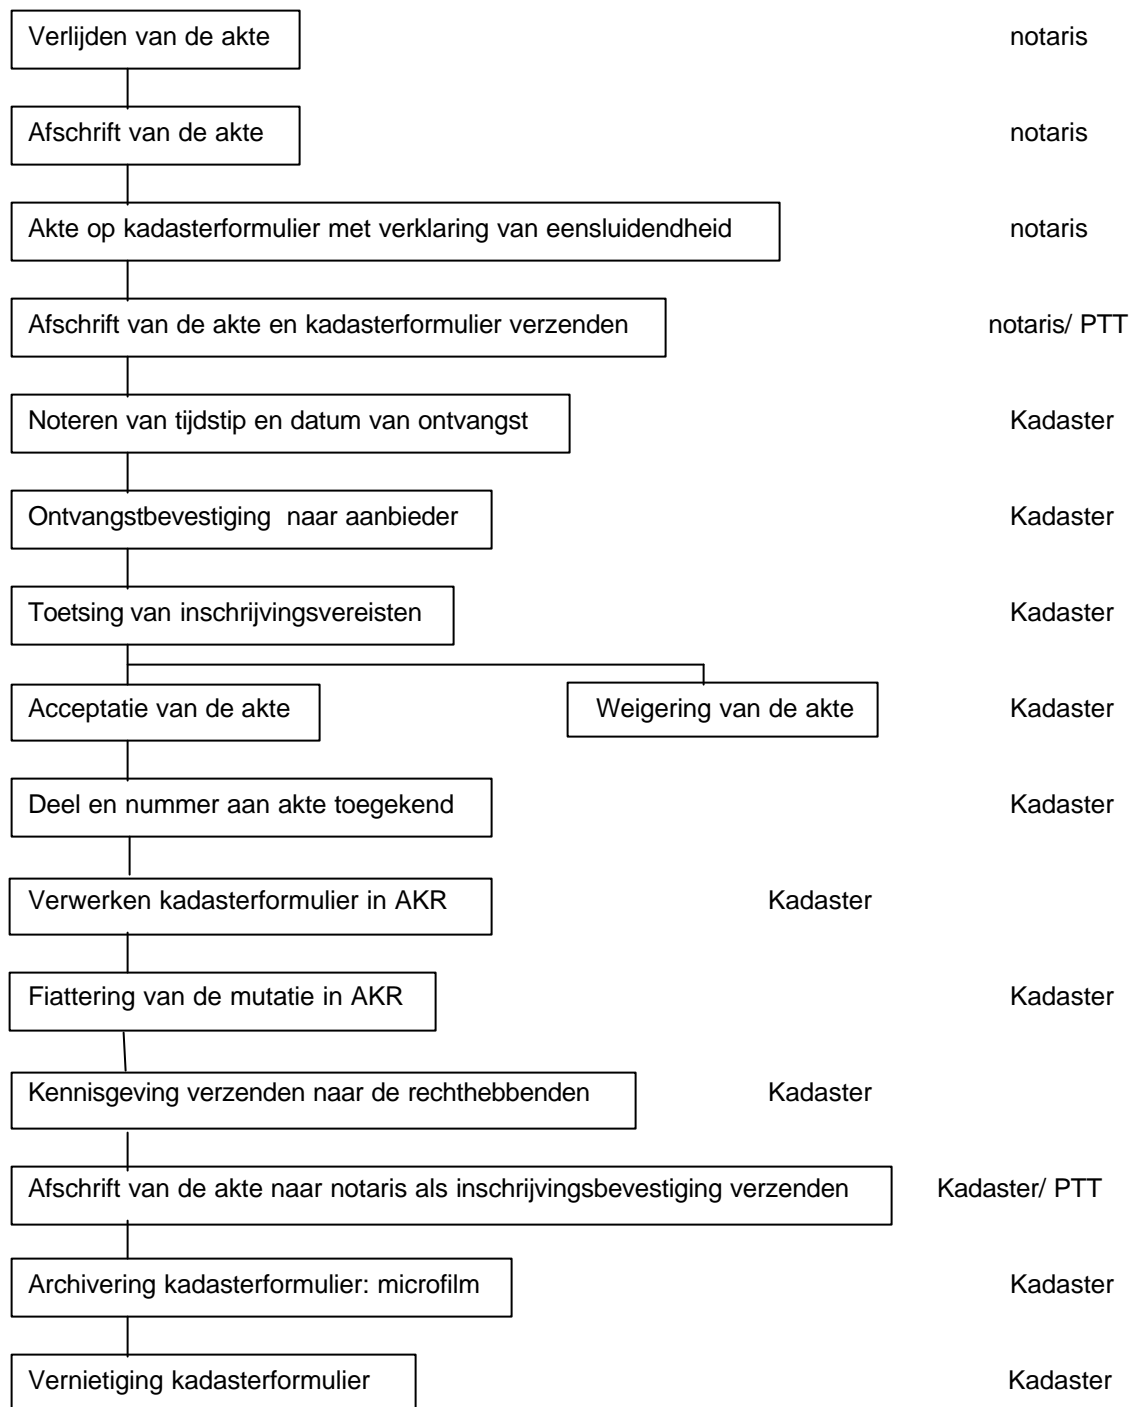 Verlijden van de akte notaris
Afschrift van de akte notaris
Akte op kadasterformulier met verklaring van eensluidendheid notaris
Afschrift van de akte en kadasterformulier verzenden notaris/ PTT
Noteren van tijdstip en datum van ontvangst Kadaster
Ontvangstbevestiging naar aanbieder Kadaster
Toetsing van inschrijvingsvereisten Kadaster
Acceptatie van de akte Weigering van de akte Kadaster
Deel en nummer aan akte toegekend Kadaster
Verwerken kadasterformulier in AKR Kadaster
Fiattering van de mutatie in AKR Kadaster
Kennisgeving verzenden naar de rechthebbenden Kadaster
Afschrift van de akte naar notaris als inschrijvingsbevestiging verzenden Kadaster/ PTT
Archivering kadasterformulier: microfilm Kadaster
Vernietiging kadasterformulier Kadaster